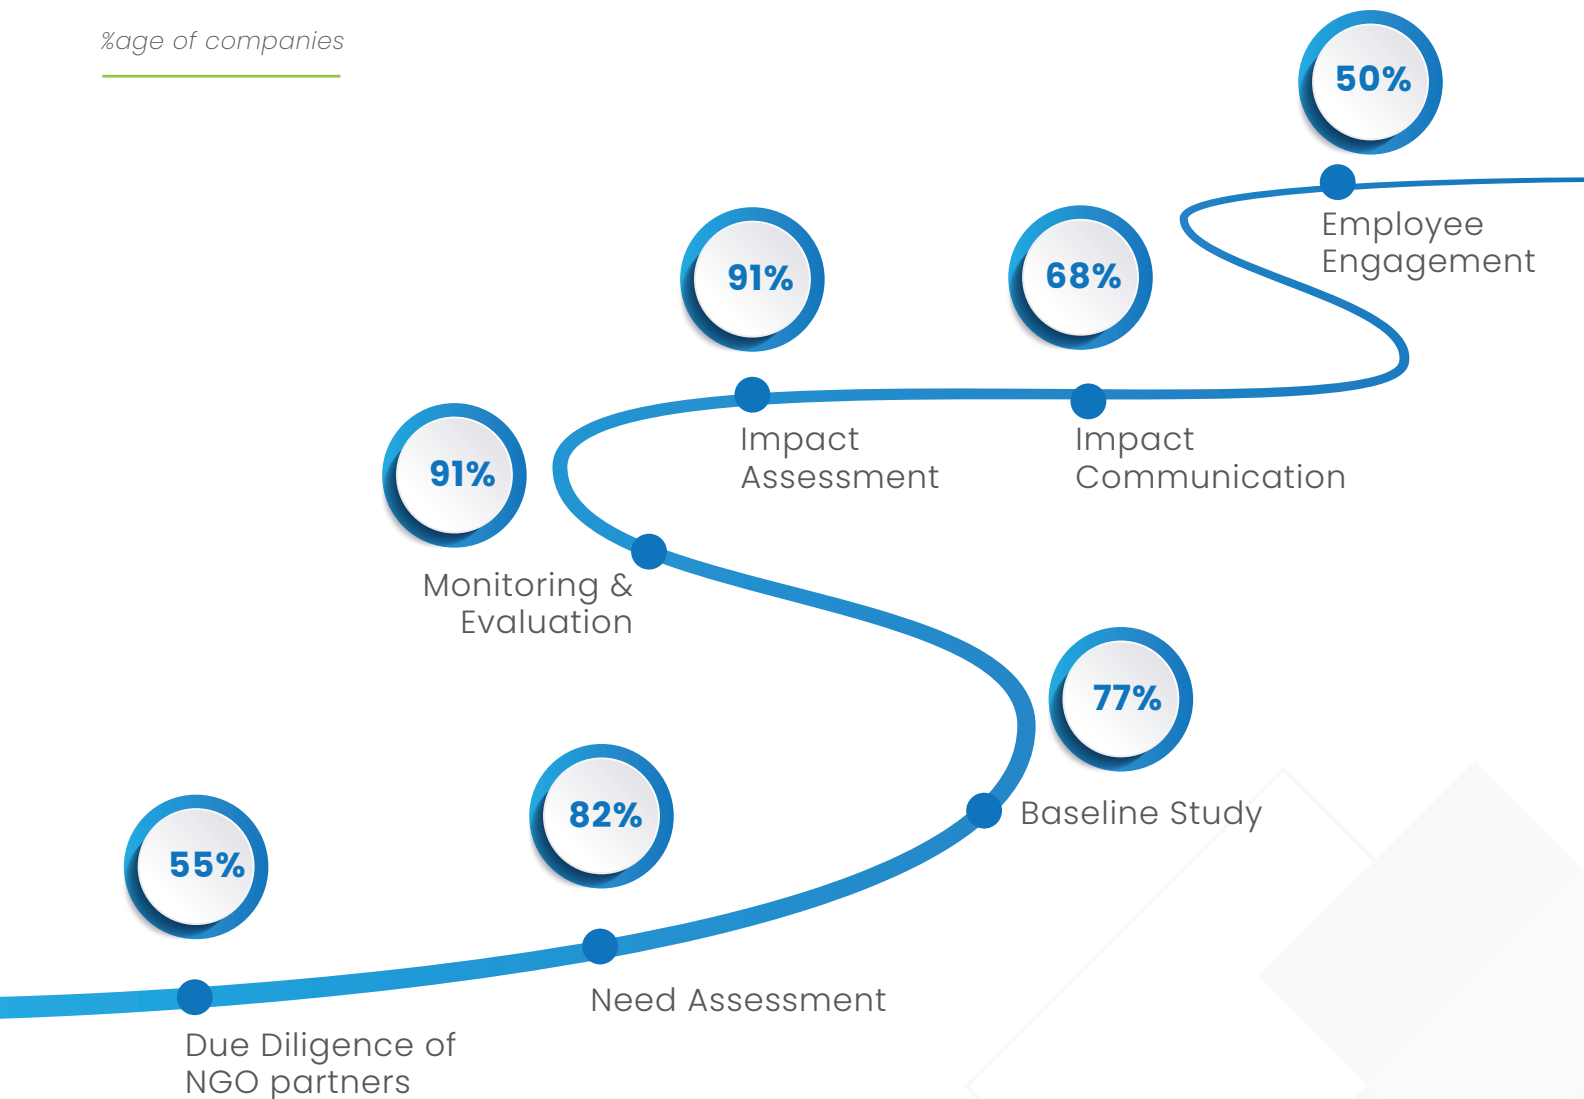 %age of companies
50%
Employee
Engagement
91%
Impact
Assessment
68%
Impact
Communication
91%
Monitoring &
Evaluation
77%
Baseline Study
82%
Need Assessment
55%
Due Diligence of
NGO partners